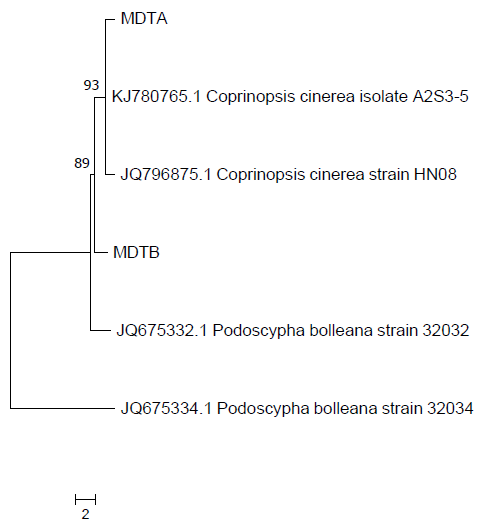 MDTA
93
KJ780765.1 Coprinopsis cinerea isolate A2S3-5
89
JQ796875.1 Coprinopsis cinerea strain HN08
MDTB
JQ675332.1 Podoscypha bolleana strain 32032
JQ675334.1 Podoscypha bolleana strain 32034
2